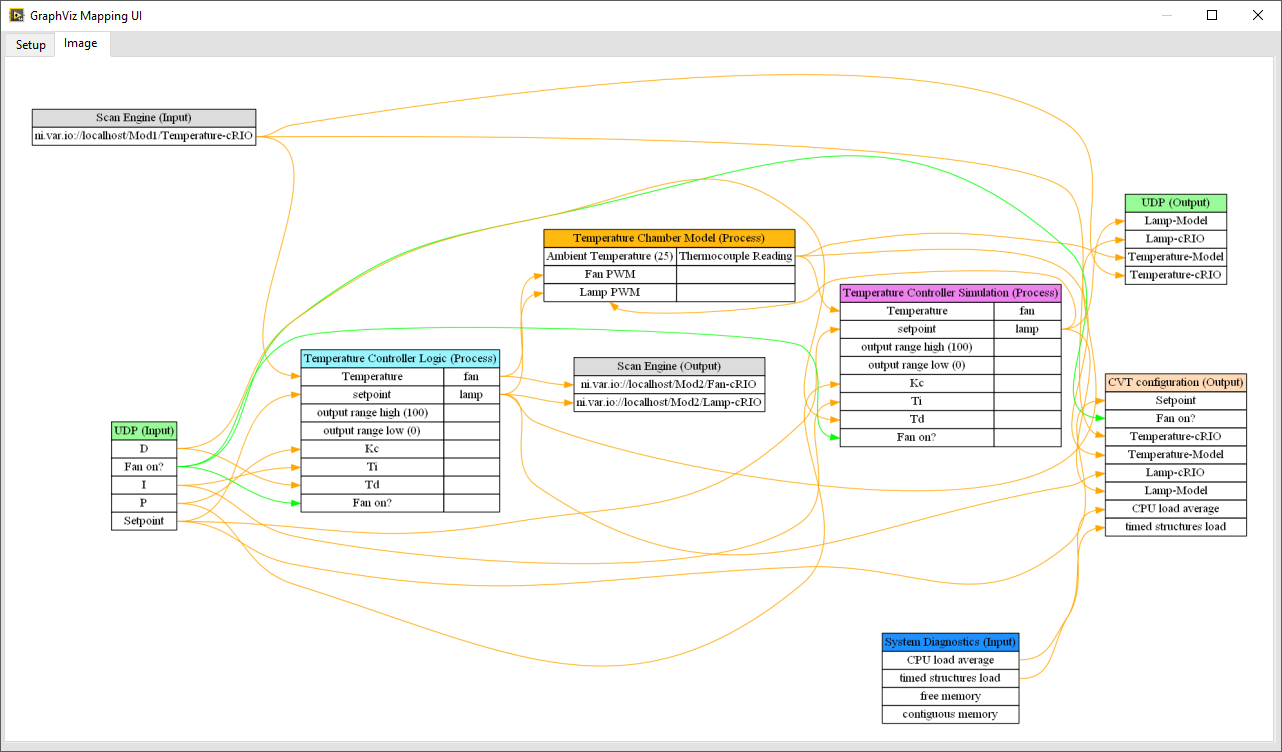 GraphViz Mapping UI
Setup
Image
Scan Engine (Input)
ni.var.io://localhost/Mod1/Temperature-cRIO
UDP (Output)
Lamp-Model
Lamp-cRIO
Temperature-Model
Temperature-cRIO
Temperature Chamber Model (Process)
Ambient Temperature (25) Thermocouple Reading
Fan PWM
Lamp PWM
Temperature Controller Simulation (Process)
Temperature fan
setpoint lamp
output range high (100)
output range low (0)
Kc
Ti
Td
Fan on?
Temperature Controller Logic (Process)
Temperature fan
setpoint lamp
output range high (100)
output range low (0)
Kc
Ti
Td
Fan on?
Scan Engine (Output)
ni.var.io://localhost/Mod2/Fan-cRIO
ni.var.io://localhost/Mod2/Lamp-cRIO
CVT configuration (Output)
Setpoint
Fan on?
Temperature-cRIO
Temperature-Model
Lamp-cRIO
Lamp-Model
CPU load average
timed structures load
UDP (Input)
D
Fan on?
I
P
Setpoint
System Diagnostics (Input)
CPU load average
timed structures load
free memory
contiguous memory